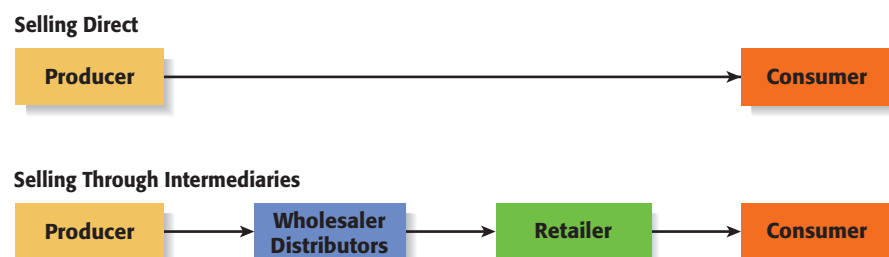 Selling Direct
Producer
Consumer
Selling Through Intermediaries
Producer
Wholesaler
Distributors
Retailer
Consumer